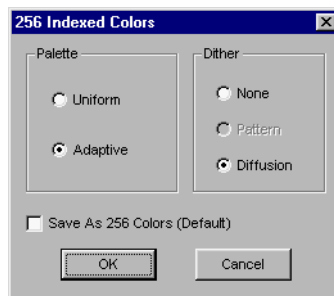 256 Indexed Colors
Palette
Dither
Uniform
None
Pattern
Adaptive
Diffusion
Save As 256 Colors (Default)
OK
Cancel